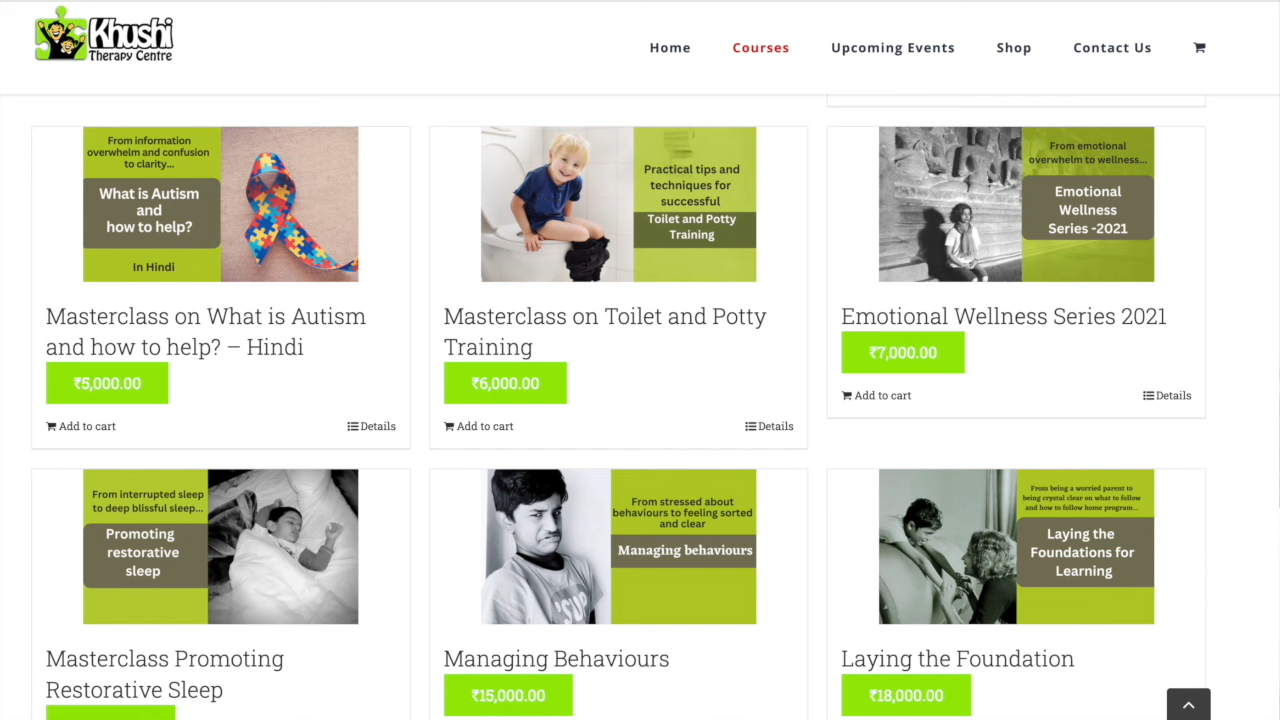 Khushi
Therapy Centre
Home
Courses
Upcoming Events
Shop
Contact Us
From information
overwhelm and confusion
to clarity...
What is Autism
and
how to help?
In Hindi
Masterclass on What is Autism
and how to help? – Hindi
₹5,000.00
Add to cart
Details
Practical tips and
techniques for
successful
Toilet and Potty
Training
Masterclass on Toilet and Potty
Training
₹6,000.00
Add to cart
Details
From emotional
overwhelm to wellness...
Emotional
Wellness
Series -2021
Emotional Wellness Series 2021
₹7,000.00
Add to cart
Details
From interrupted sleep
to deep blissful sleep...
Promoting
restorative
sleep
Masterclass Promoting
Restorative Sleep
From stressed about
behaviours to feeling sorted
and clear
Managing behaviours
Managing Behaviours
₹15,000.00
From being a worried parent to
being crystal clear on what to follow
and how to follow home program...
Laying the
Foundations for
Learning
Laying the Foundation
₹18,000.00